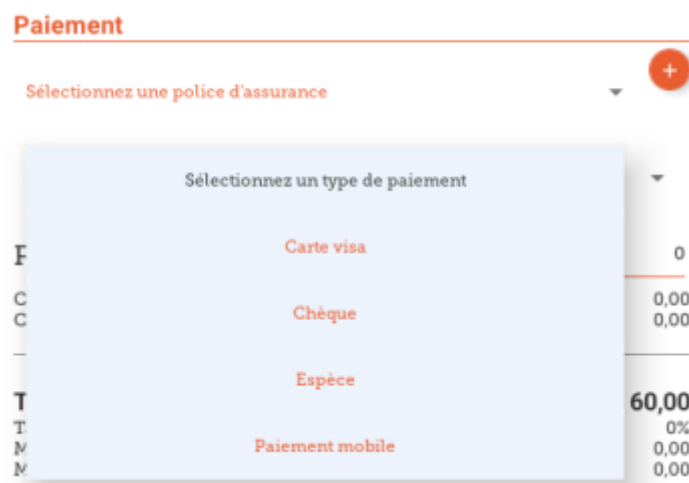 Paiement
+
Sélectionnez une police d'assurance
Sélectionnez un type de paiement
Carte visa
0
0,00
Chèque
0,00
Espèce
60,00
0%
Paiement mobile
0,00
0,00